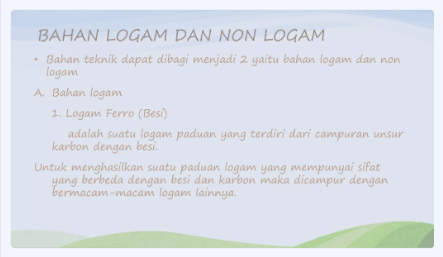 BAHAN LOGAM DAN NON LOGAM
• Bahan teknik dapat dibagi menjadi 2 yaitu bahan logam dan non
logam
A. Bahan logam
1. Logam Ferro (Besi)
adalah suatu logam paduan yang terdiri dari campuran unsur
karbon dengan besi.
Untuk menghasilkan suatu paduan logam yang mempunyai sifat
yang berbeda dengan besi dan karbon maka dicampur dengan
bermacam-macam logam lainnya.